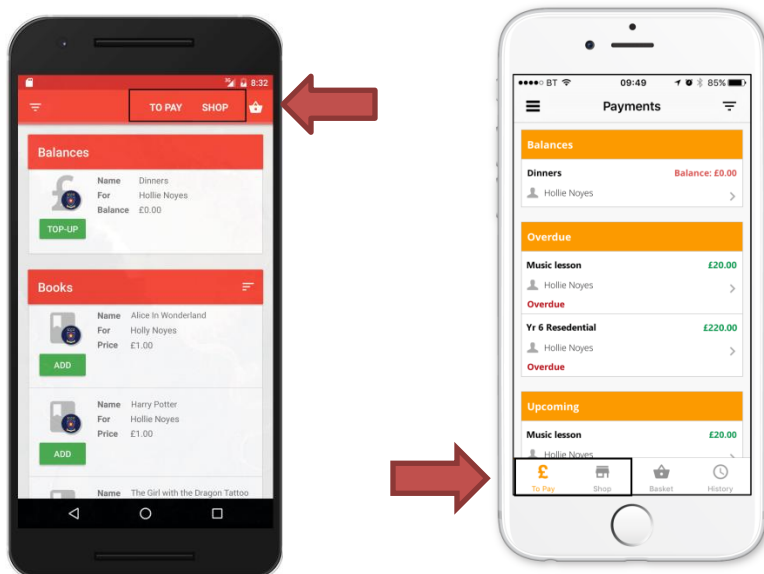 8:32
TO PAY SHOP
Balances
Name Dinners
For Hollie Noyes
Balance £0.00
TOP-UP
Books
Name Alice In Wonderland
For Holly Noyes
Price £1.00
ADD
Name Harry Potter
For Hollie Noyes
Price £1.00
ADD
Name The Girl with the Dragon Tattoo
BT 09:49 85%
Payments
Balances
Dinners Balance: £0.00
Hollie Noyes
Overdue
Music lesson £20.00
Hollie Noyes
Overdue
Yr 6 Resedential £220.00
Hollie Noyes
Overdue
Upcoming
Music lesson £20.00
Hollie Noyes
£
To Pay Shop Basket History